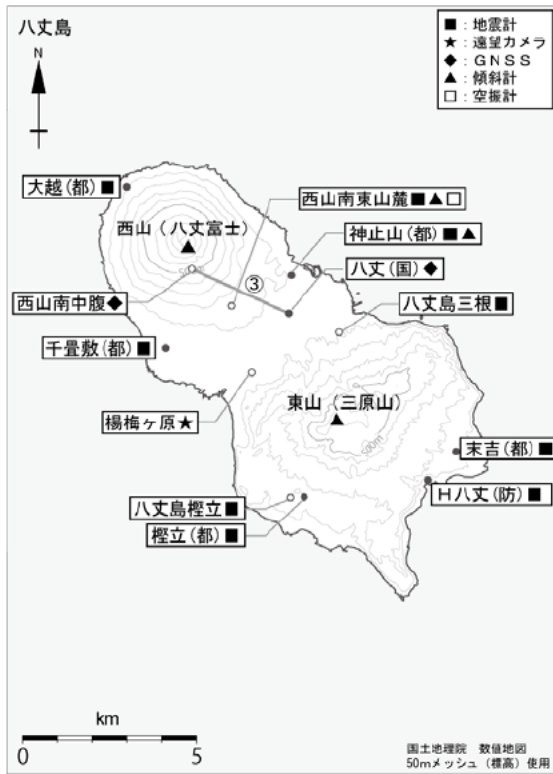 八丈島
N
■：地震計
★：遠望カメラ
◆：ＧＮＳＳ
▲：傾斜計
□：空振計
大越(都)■
西山南東山麓■▲□
西山（八丈富士）
神止山(都)■▲
③
八丈(国)◆
西山南中腹◆
八丈島三根■
千畳敷(都)■
東山（三原山）
楊梅ヶ原★
500m
末吉(都)■
Ｈ八丈(防)■
八丈島樫立■
樫立(都)■
km
0 5
国土地理院　数値地図
50mメッシュ（標高）使用